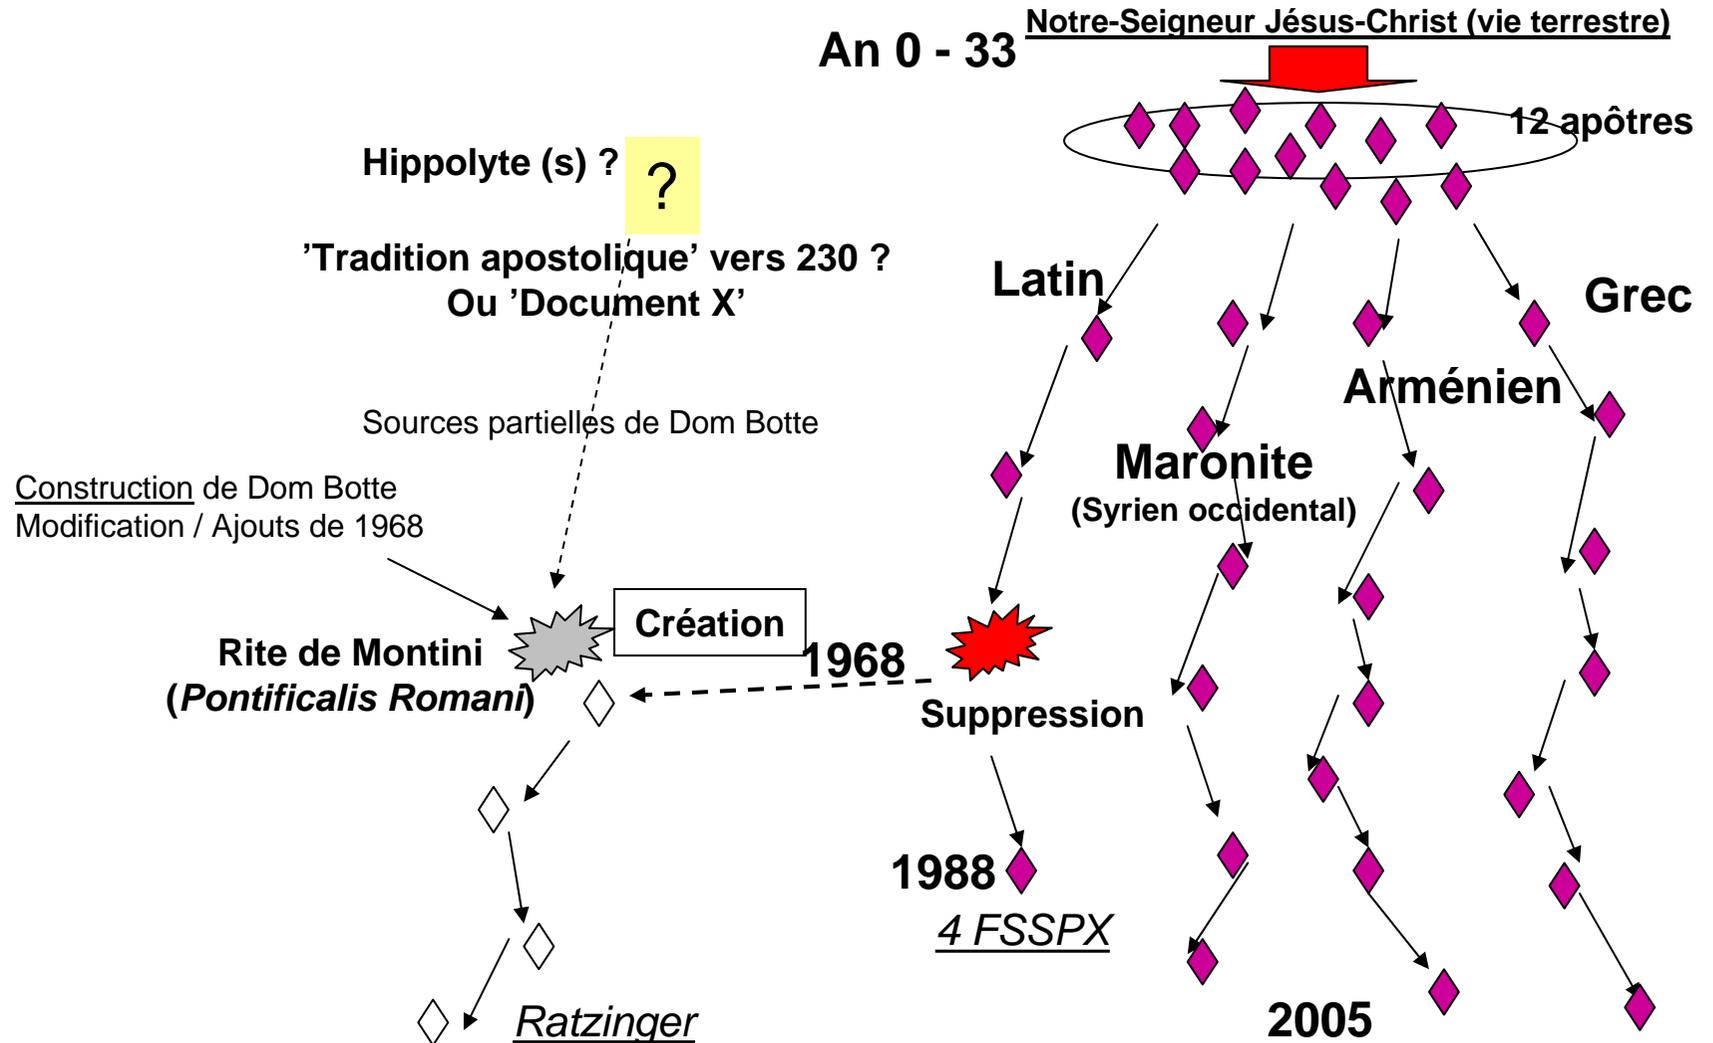 Notre-Seigneur Jésus-Christ (vie terrestre)
An 0 - 33
12 apôtres
Hippolyte (s) ?
?
’Tradition apostolique’ vers 230 ?
Ou ’Document X’
Latin
Grec
Arménien
Sources partielles de Dom Botte
Maronite
(Syrien occidental)
Construction de Dom Botte
Modification / Ajouts de 1968
Création
Rite de Montini
(Pontificalis Romani)
1968
Suppression
1988
4 FSSPX
Ratzinger
2005